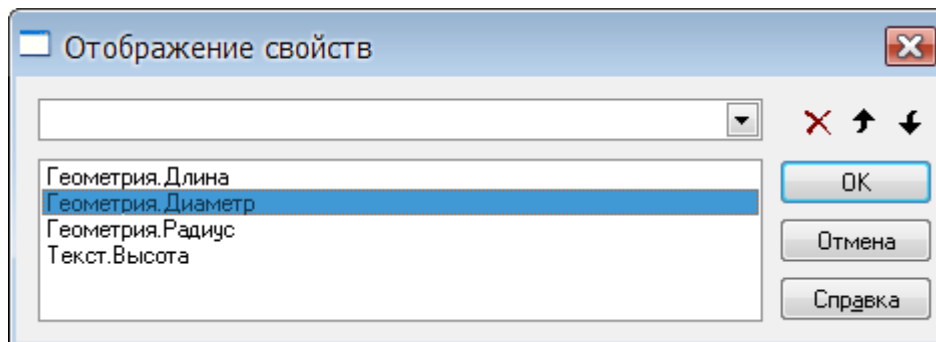 Отображение свойств
Геометрия.Длина
Геометрия.Диаметр
Геометрия.Радиус
Текст.Высота
OK
Отмена
Справка